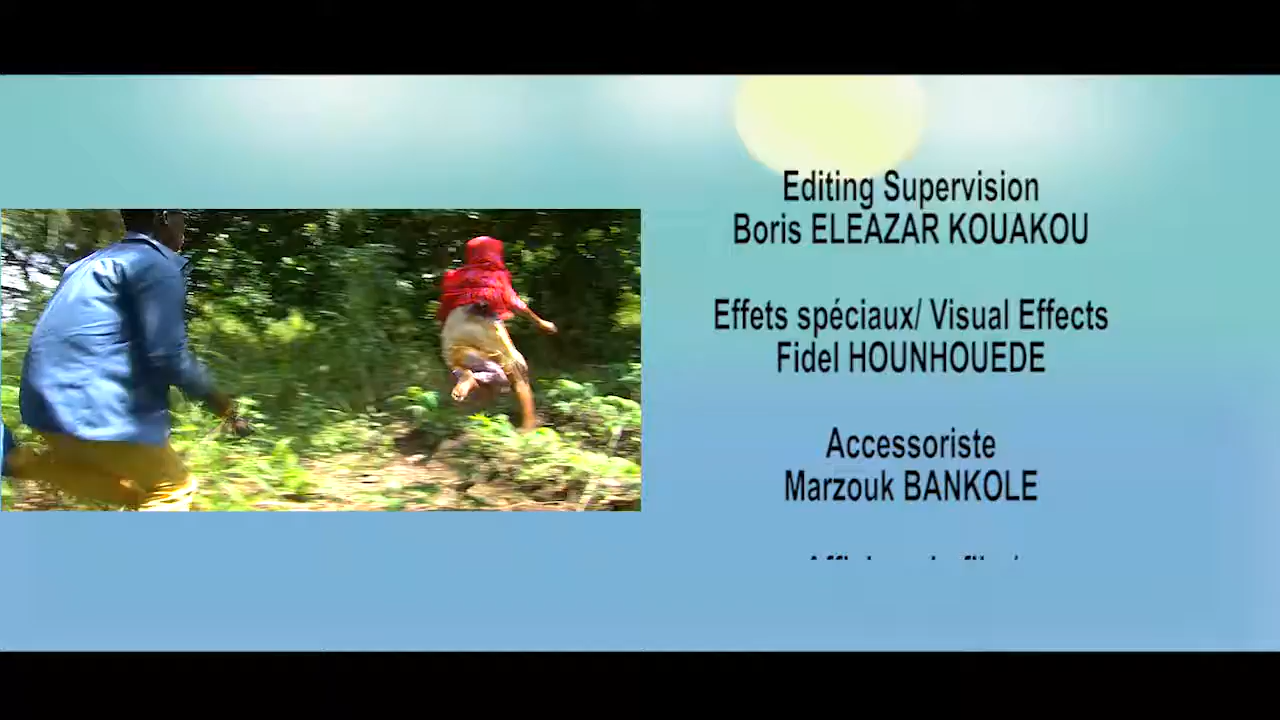 Editing Supervision
Boris ELEAZAR KOUAKOU
Effets spéciaux/ Visual Effects
Fidel HOUNHOUEDE
Accessoriste
Marzouk BANKOLE